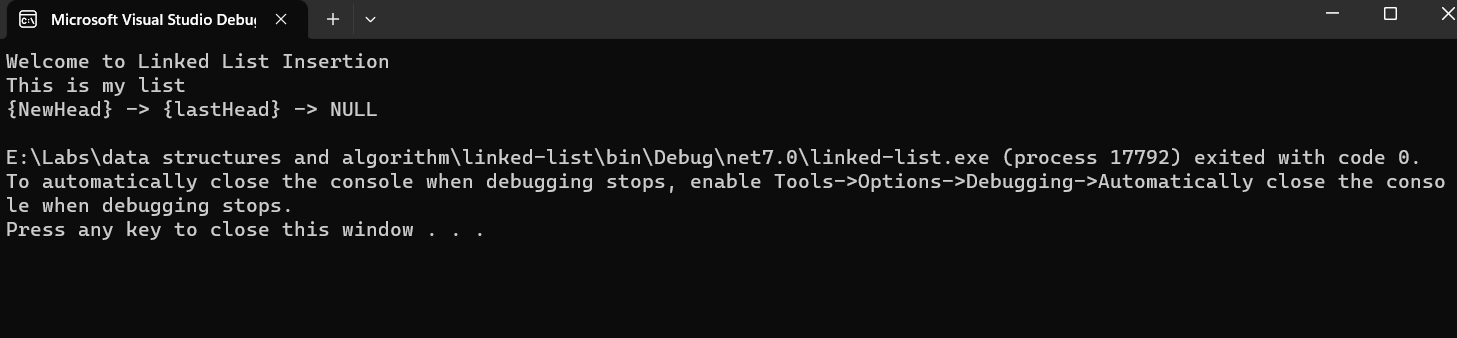 Microsoft Visual Studio Debu
Welcome to Linked List Insertion
This is my list
{NewHead} -> {lastHead} -> NULL
E:\Labs\data structures and algorithm\linked-list\bin\Debug\net7.0\linked-list.exe (process 17792) exited with code 0.
To automatically close the console when debugging stops, enable Tools->Options->Debugging->Automatically close the conso
le when debugging stops.
Press any key to close this window . . .